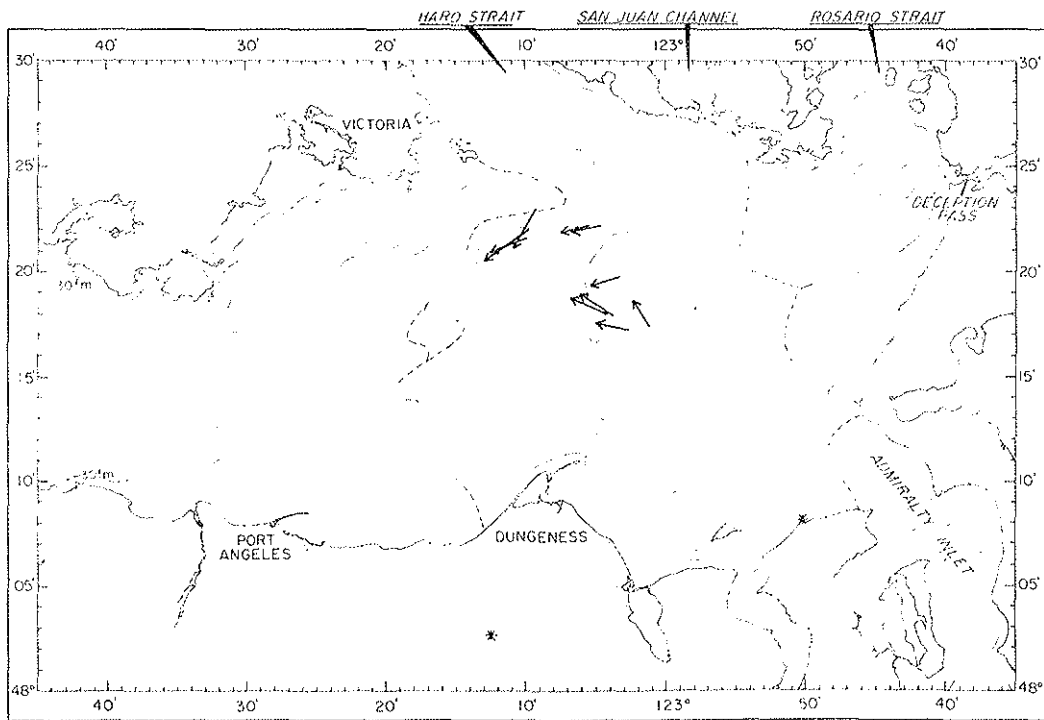 HARO STRAIT SAN JUAN CHANNEL ROSARIO STRAIT
40' 30' 20' 10' 123° 50' 40'
30' 30'
VICTORIA
25' 25'
DECEPTION
PASS
20' 20'
15' 15'
10' 10'
ADMIRALTY INLET
PORT
ANGELES
DUNGENESS
05' 05'
48° 48°
40' 30' 20' 10' 123° 50' 40'